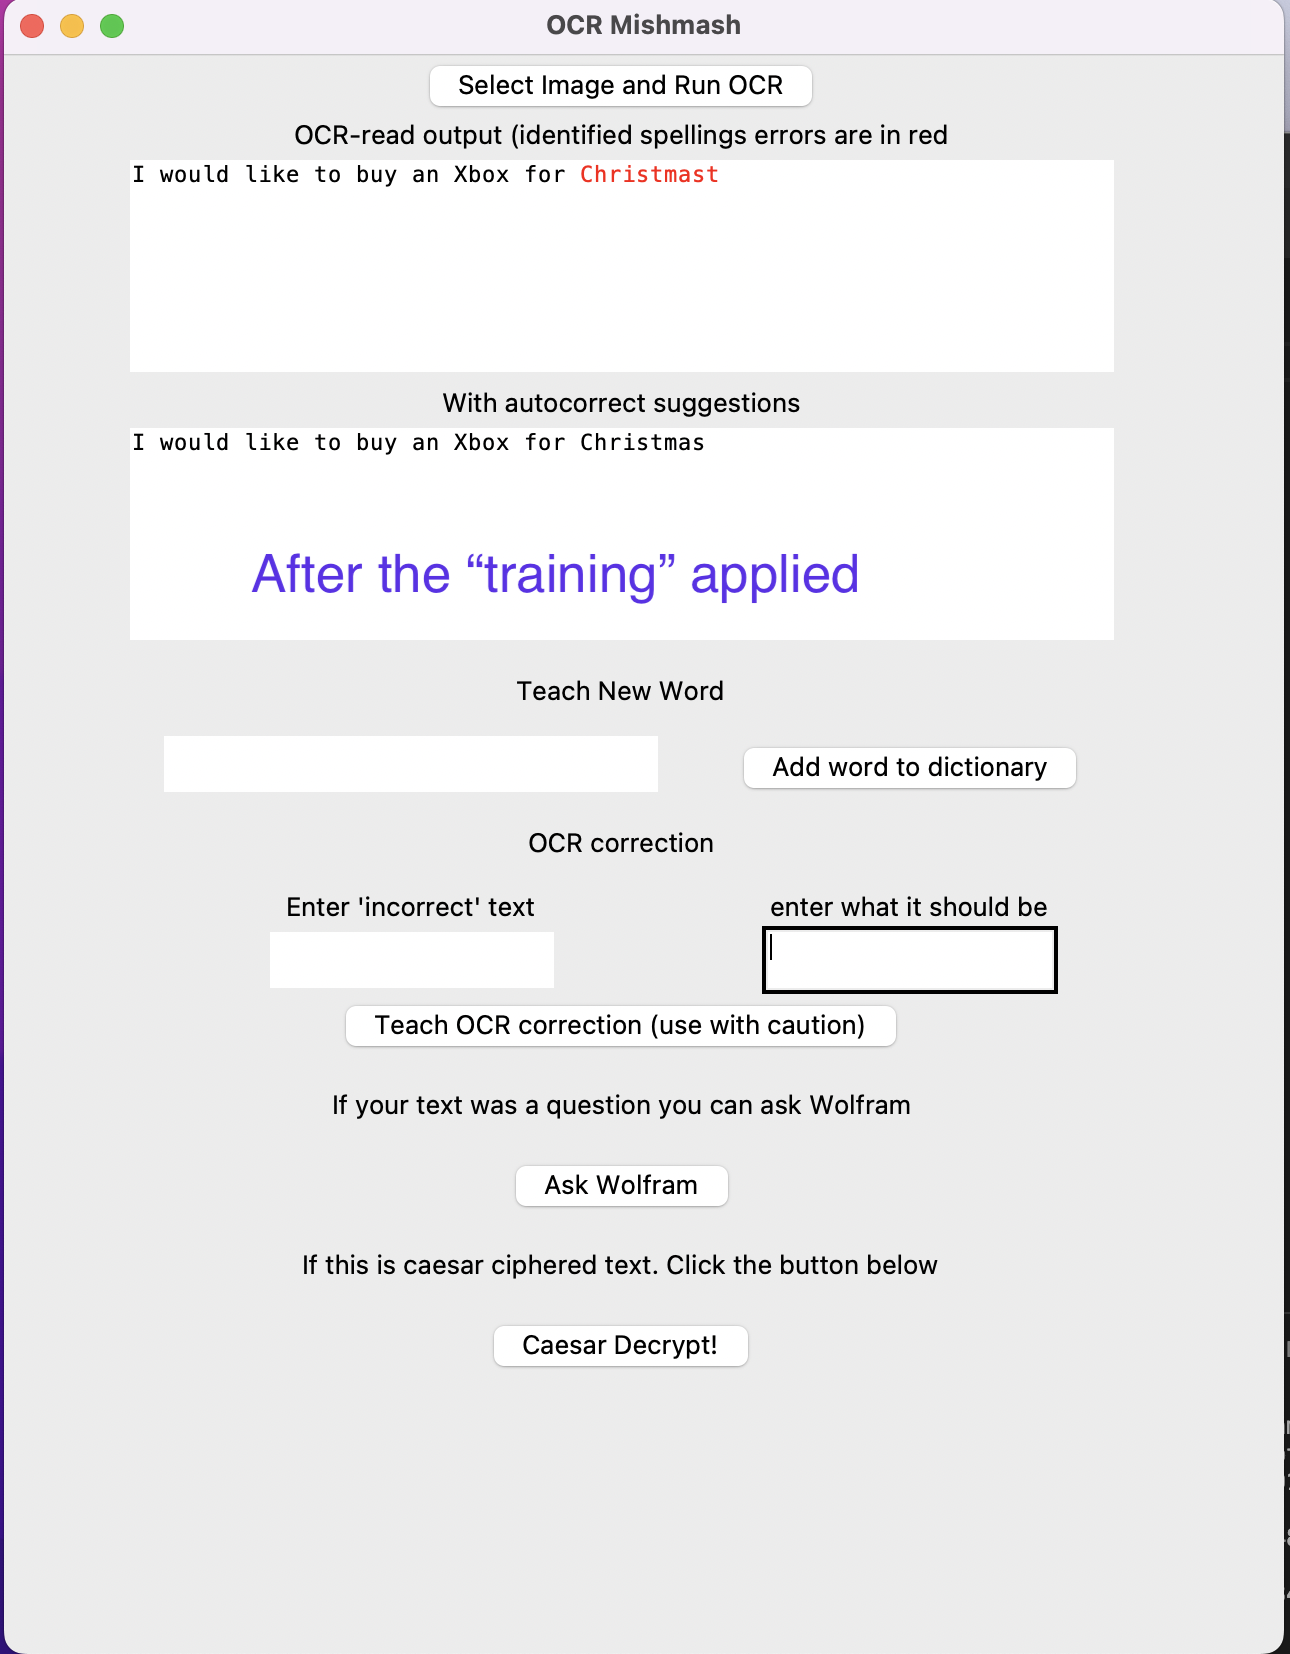 OCR Mishmash
Select Image and Run OCR
OCR-read output (identified spellings errors are in red
I would like to buy an Xbox for Christmast
With autocorrect suggestions
I would like to buy an Xbox for Christmas
After the “training” applied
Teach New Word
Add word to dictionary
OCR correction
Enter 'incorrect' text
enter what it should be
Teach OCR correction (use with caution)
If your text was a question you can ask Wolfram
Ask Wolfram
If this is caesar ciphered text. Click the button below
Caesar Decrypt!